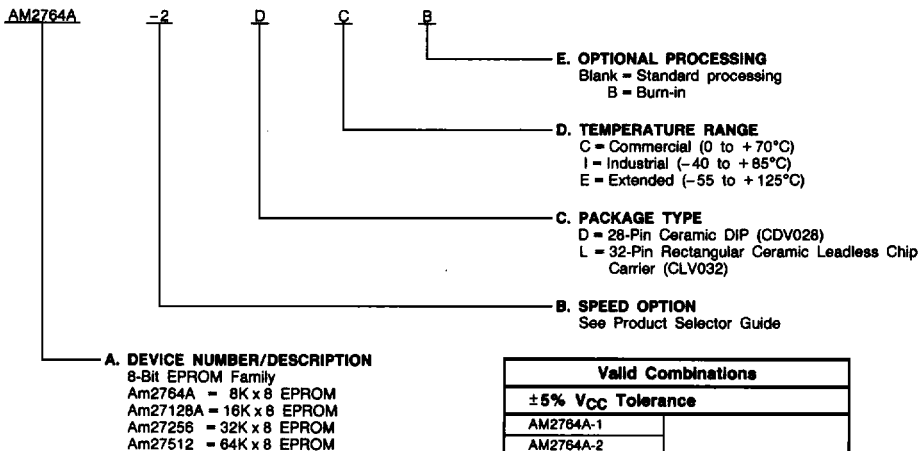 AM2764A -2 D C B
E. OPTIONAL PROCESSING
Blank = Standard processing
B = Burn-in
D. TEMPERATURE RANGE
C = Commercial (0 to +70°C)
I = Industrial (-40 to +85°C)
E = Extended (-55 to +125°C)
C. PACKAGE TYPE
D = 28-Pin Ceramic DIP (CDV028)
L = 32-Pin Rectangular Ceramic Leadless Chip
Carrier (CLV032)
B. SPEED OPTION
See Product Selector Guide
A. DEVICE NUMBER/DESCRIPTION
8-Bit EPROM Family
Am2764A = 8K x 8 EPROM
Am27128A = 16K x 8 EPROM
Am27256 = 32K x 8 EPROM
Am27512 = 64K x 8 EPROM
Valid Combinations
±5% VCC Tolerance
AM2764A-1
AM2764A-2